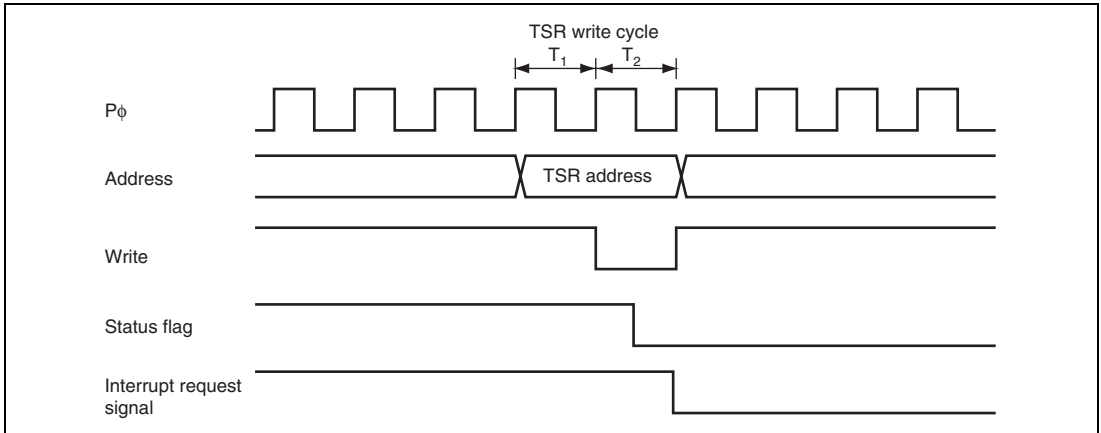 TSR write cycle
T₁ T₂
Pϕ
Address
TSR address
Write
Status flag
Interrupt request
signal